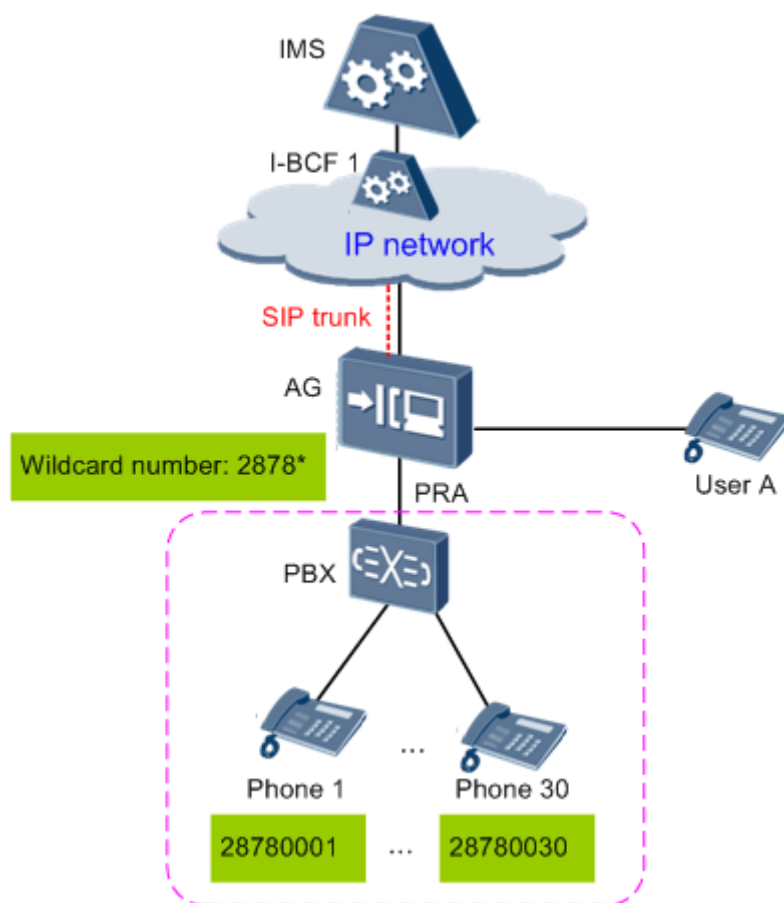 IMS
I-BCF 1
IP network
SIP trunk
AG
Wildcard number: 2878*
User A
PRA
PBX
...
Phone 1
Phone 30
28780001
...
28780030